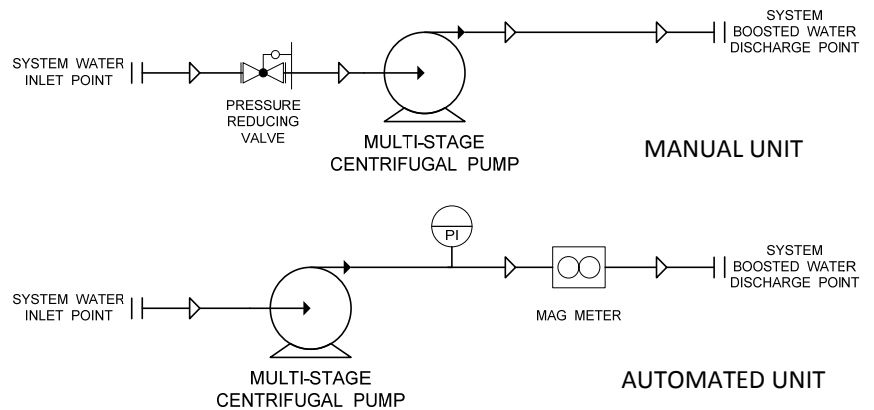 SYSTEM
BOOSTED WATER
DISCHARGE POINT
SYSTEM WATER
INLET POINT
PRESSURE
REDUCING
VALVE
MULTI-STAGE
CENTRIFUGAL PUMP
MANUAL UNIT
PI
SYSTEM
BOOSTED WATER
DISCHARGE POINT
SYSTEM WATER
INLET POINT
MAG METER
MULTI-STAGE
CENTRIFUGAL PUMP
AUTOMATED UNIT